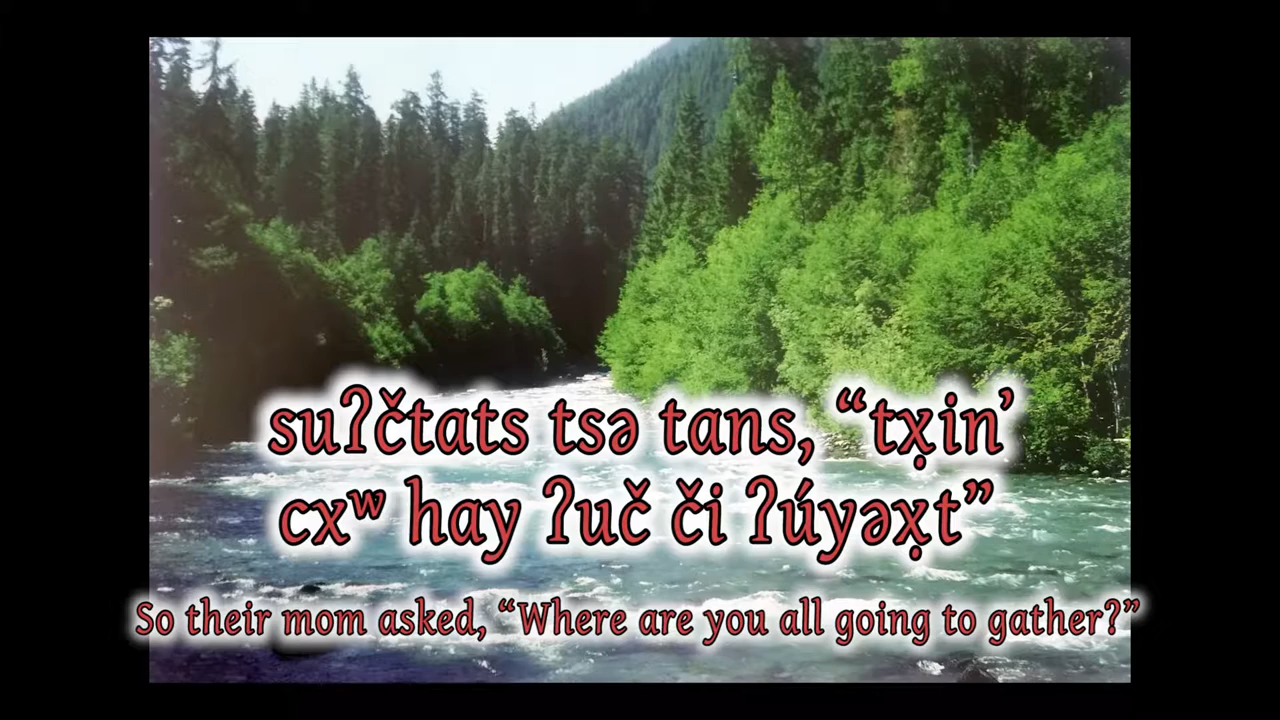 suʔčtats tsə tans, “tx̣in’
cxʷ hay ʔuč či ʔúyəx̣t”
So their mom asked, “Where are you all going to gather?”